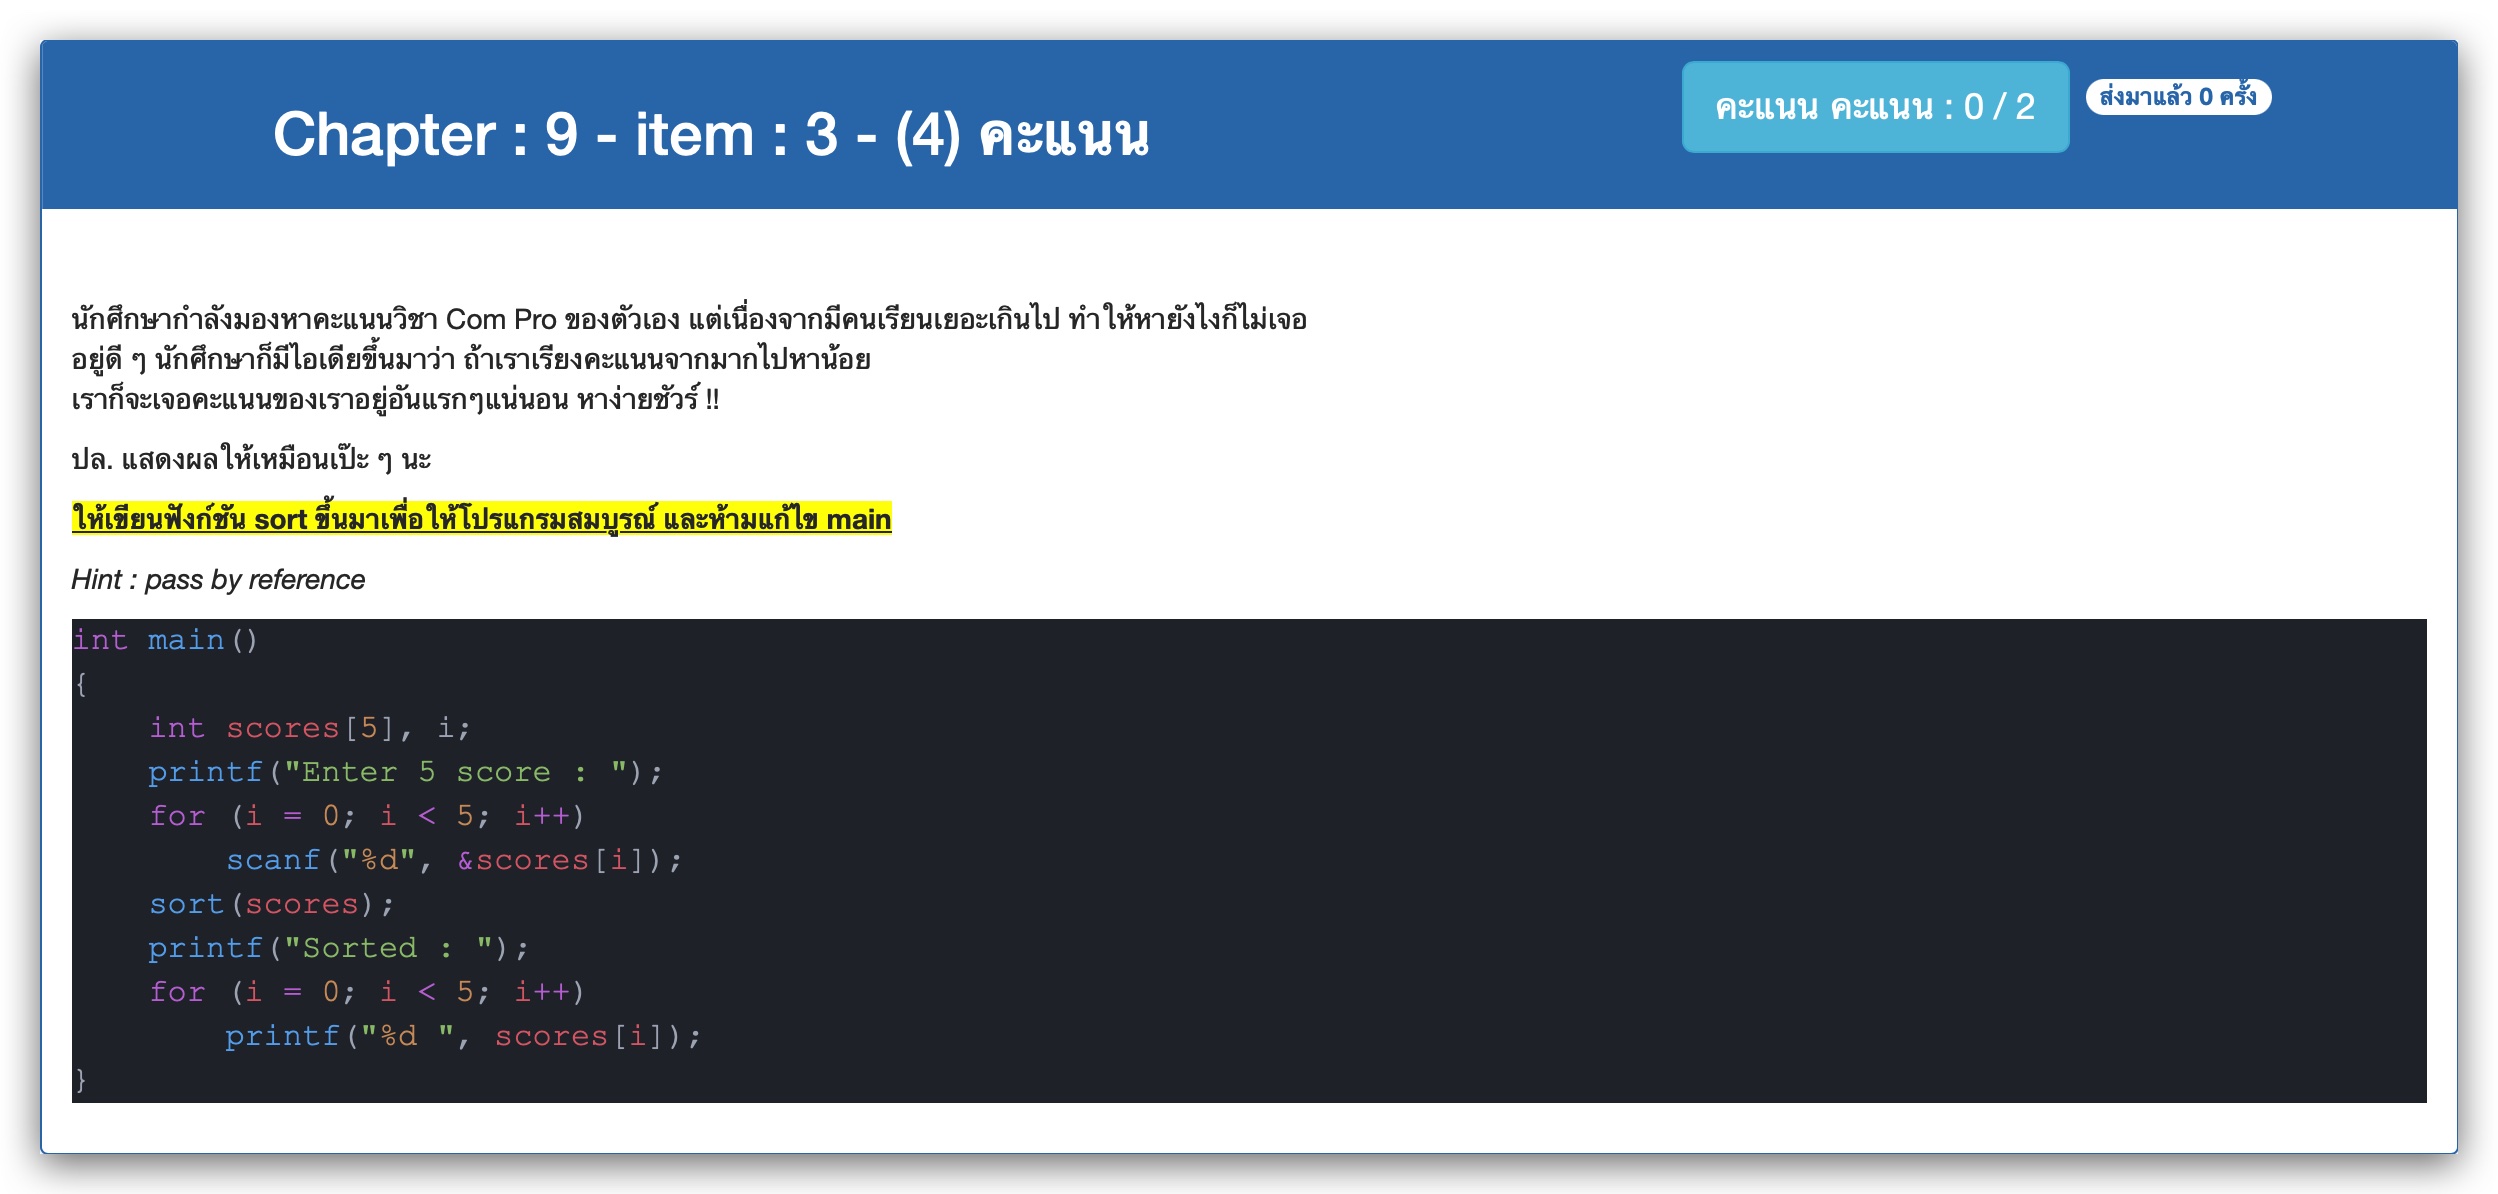 Chapter : 9 - item : 3 - (4) คะแนน
คะแนน คะแนน : 0 / 2
ส่งมาแล้ว 0 ครั้ง
นักศึกษากำลังมองหาคะแนนวิชา Com Pro ของตัวเอง แต่เนื่องจากมีคนเรียนเยอะเกินไป ทำให้หายังไงก็ไม่เจอ
อยู่ดี ๆ นักศึกษาก็มีไอเดียขึ้นมาว่า ถ้าเราเรียงคะแนนจากมากไปหาน้อย
เราก็จะเจอคะแนนของเราอยู่อันแรกๆแน่นอน หาง่ายชัวร์ !!
ปล. แสดงผลให้เหมือนเป๊ะ ๆ นะ
ให้เขียนฟังก์ชัน sort ขึ้นมาเพื่อให้โปรแกรมสมบูรณ์ และห้ามแก้ไข main
Hint : pass by reference
int main()
{
    int scores[5], i;
    printf("Enter 5 score : ");
    for (i = 0; i < 5; i++)
        scanf("%d", &scores[i]);
    sort(scores);
    printf("Sorted : ");
    for (i = 0; i < 5; i++)
        printf("%d ", scores[i]);
}